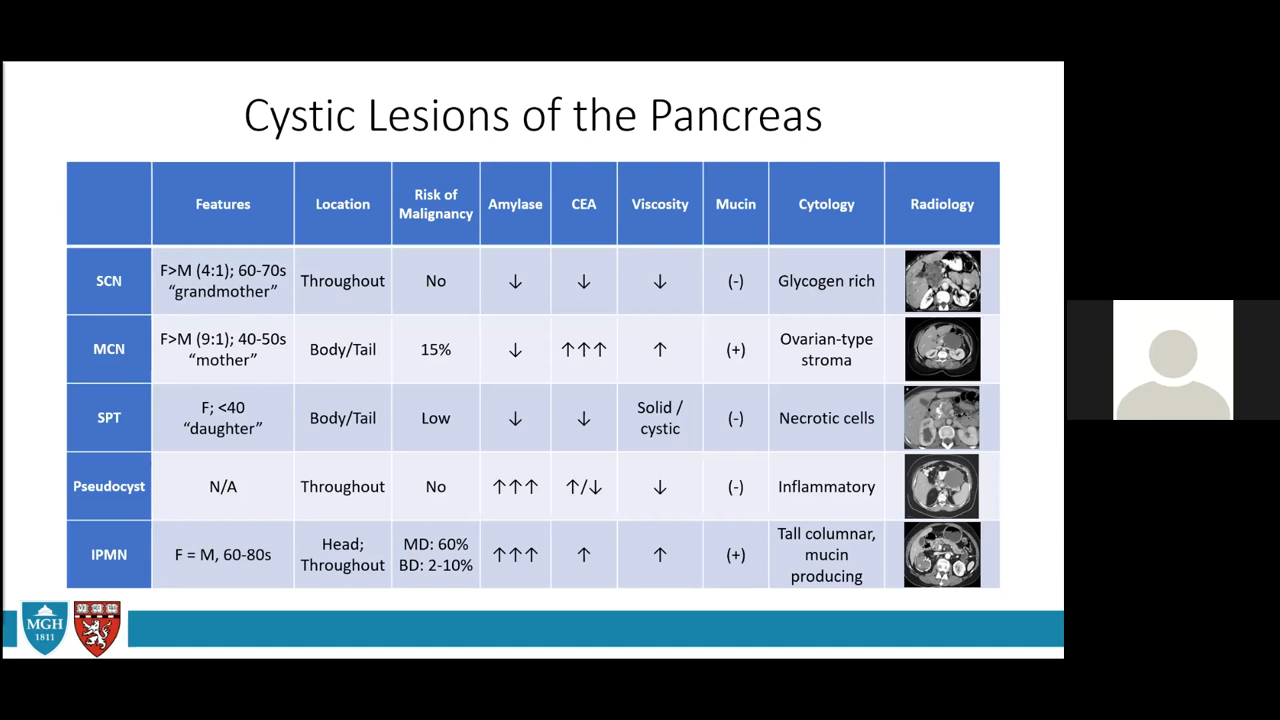 Cystic Lesions of the Pancreas
Features
Location
Risk of
Malignancy
Amylase
CEA
Viscosity
Mucin
Cytology
Radiology
SCN
F>M (4:1); 60-70s
“grandmother”
Throughout
No
↓
↓
↓
(-)
Glycogen rich
MCN
F>M (9:1); 40-50s
“mother”
Body/Tail
15%
↓
↑↑↑
↑
(+)
Ovarian-type
stroma
SPT
F; <40
“daughter”
Body/Tail
Low
↓
↓
Solid /
cystic
(-)
Necrotic cells
Pseudocyst
N/A
Throughout
No
↑↑↑
↑/↓
↓
(-)
Inflammatory
IPMN
F = M, 60-80s
Head;
Throughout
MD: 60%
BD: 2-10%
↑↑↑
↑
↑
(+)
Tall columnar,
mucin
producing
MGH
1811